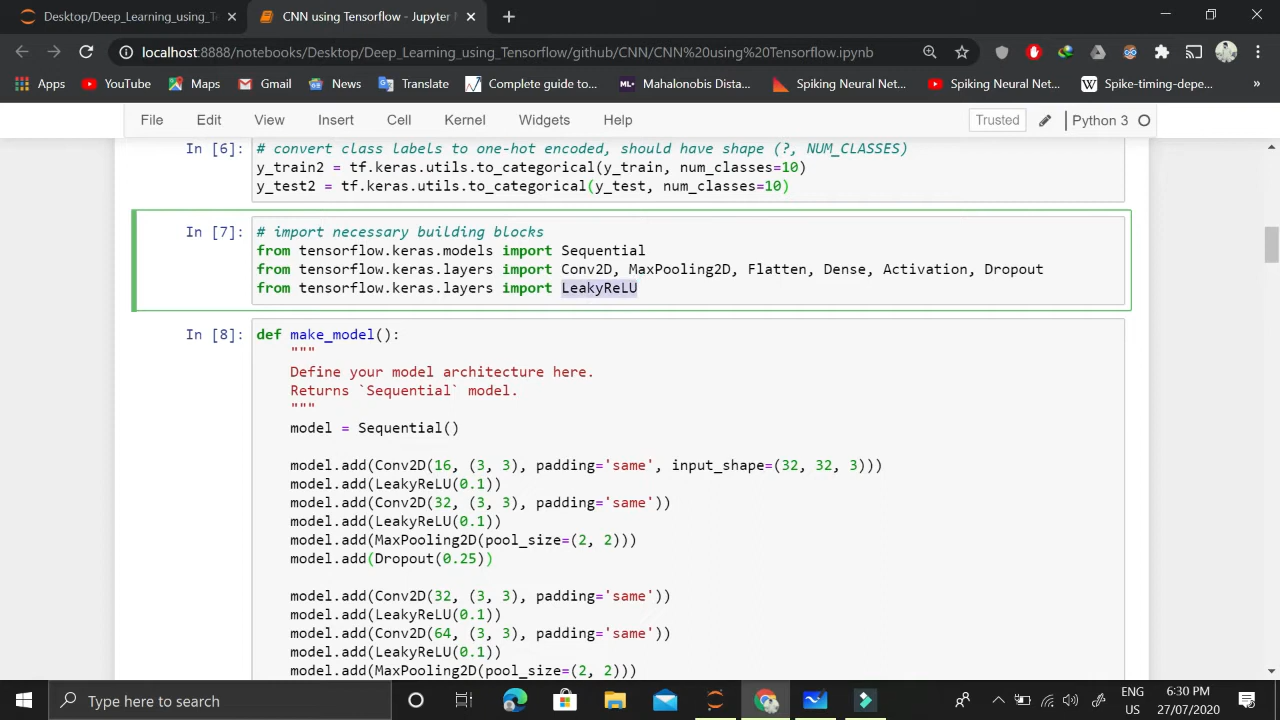 Desktop/Deep_Learning_using_Te
CNN using Tensorflow - Jupyter
localhost:8888/notebooks/Desktop/Deep_Learning_using_Tensorflow/github/CNN/CNN%20using%20Tensorflow.ipynb
Apps YouTube Maps Gmail News Translate Complete guide to... ML+ Mahalonobis Dista... Spiking Neural Net... Spiking Neural Net... W Spike-timing-depe... »
File Edit View Insert Cell Kernel Widgets Help Trusted Python 3
In [6]: # convert class labels to one-hot encoded, should have shape (?, NUM_CLASSES)
y_train2 = tf.keras.utils.to_categorical(y_train, num_classes=10)
y_test2 = tf.keras.utils.to_categorical(y_test, num_classes=10)
In [7]: # import necessary building blocks
from tensorflow.keras.models import Sequential
from tensorflow.keras.layers import Conv2D, MaxPooling2D, Flatten, Dense, Activation, Dropout
from tensorflow.keras.layers import LeakyReLU
In [8]: def make_model():
"""
Define your model architecture here.
Returns `Sequential` model.
"""
model = Sequential()
model.add(Conv2D(16, (3, 3), padding='same', input_shape=(32, 32, 3)))
model.add(LeakyReLU(0.1))
model.add(Conv2D(32, (3, 3), padding='same'))
model.add(LeakyReLU(0.1))
model.add(MaxPooling2D(pool_size=(2, 2)))
model.add(Dropout(0.25))
model.add(Conv2D(32, (3, 3), padding='same'))
model.add(LeakyReLU(0.1))
model.add(Conv2D(64, (3, 3), padding='same'))
model.add(LeakyReLU(0.1))
model.add(MaxPooling2D(pool_size=(2, 2)))
Type here to search
ENG 6:30 PM
US 27/07/2020